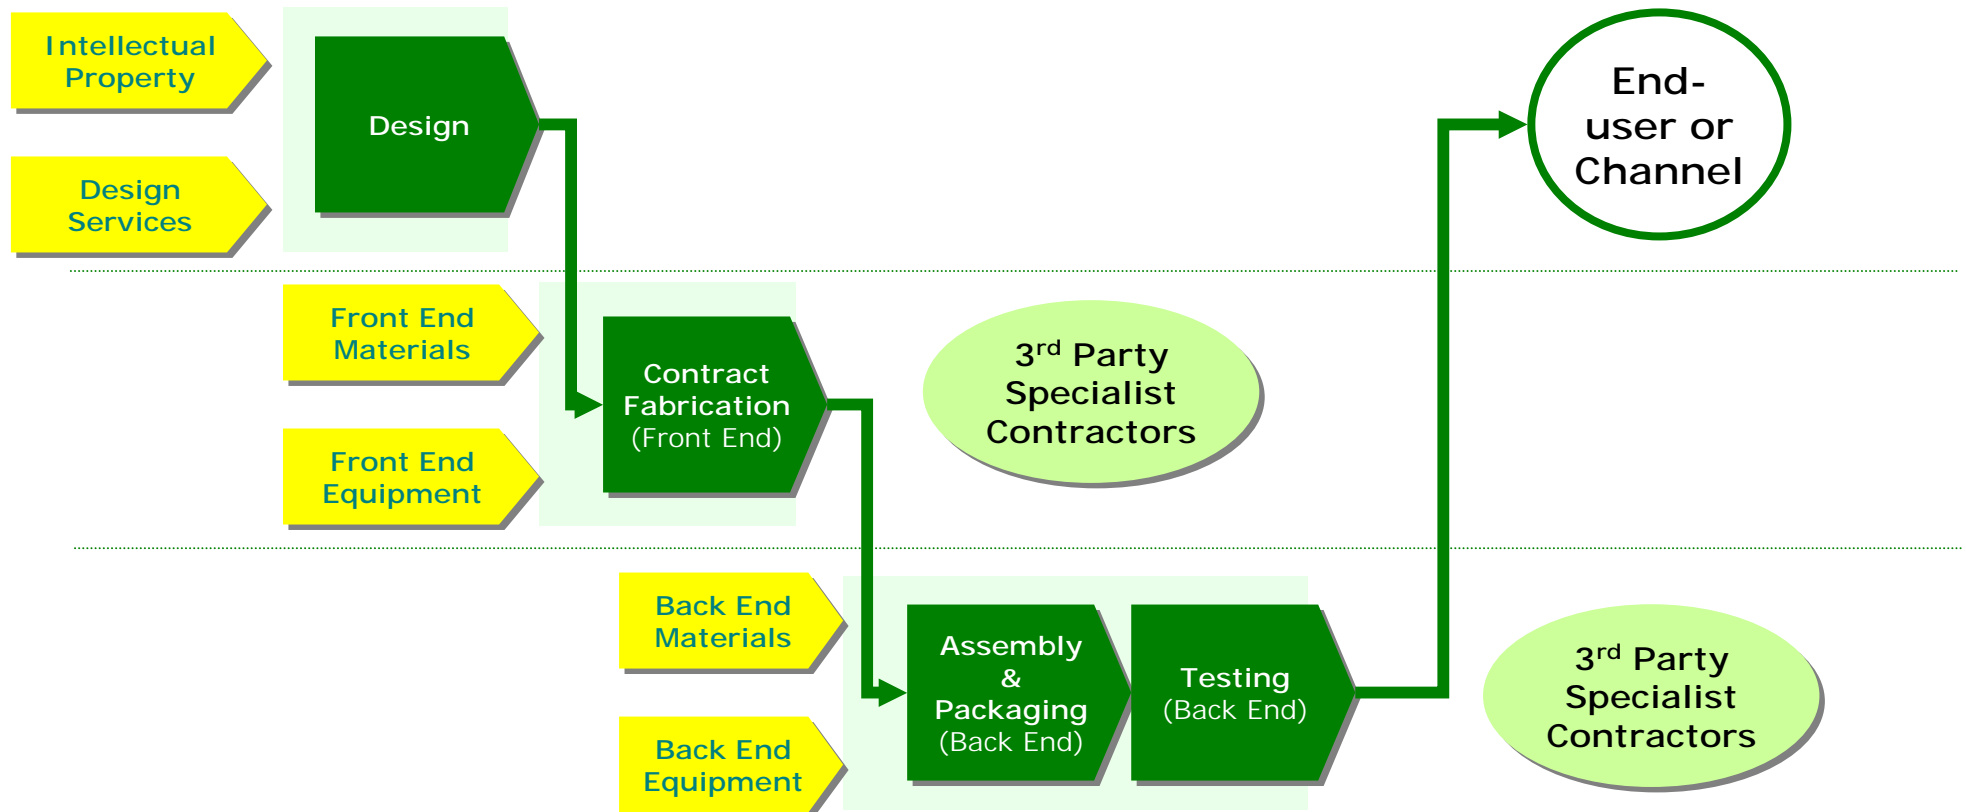 Intellectual
Property
Design
Services
Design
End-
user or
Channel
Front End
Materials
Front End
Equipment
Contract
Fabrication
(Front End)
3rd Party
Specialist
Contractors
Back End
Materials
Back End
Equipment
Assembly
&
Packaging
(Back End)
Testing
(Back End)
3rd Party
Specialist
Contractors